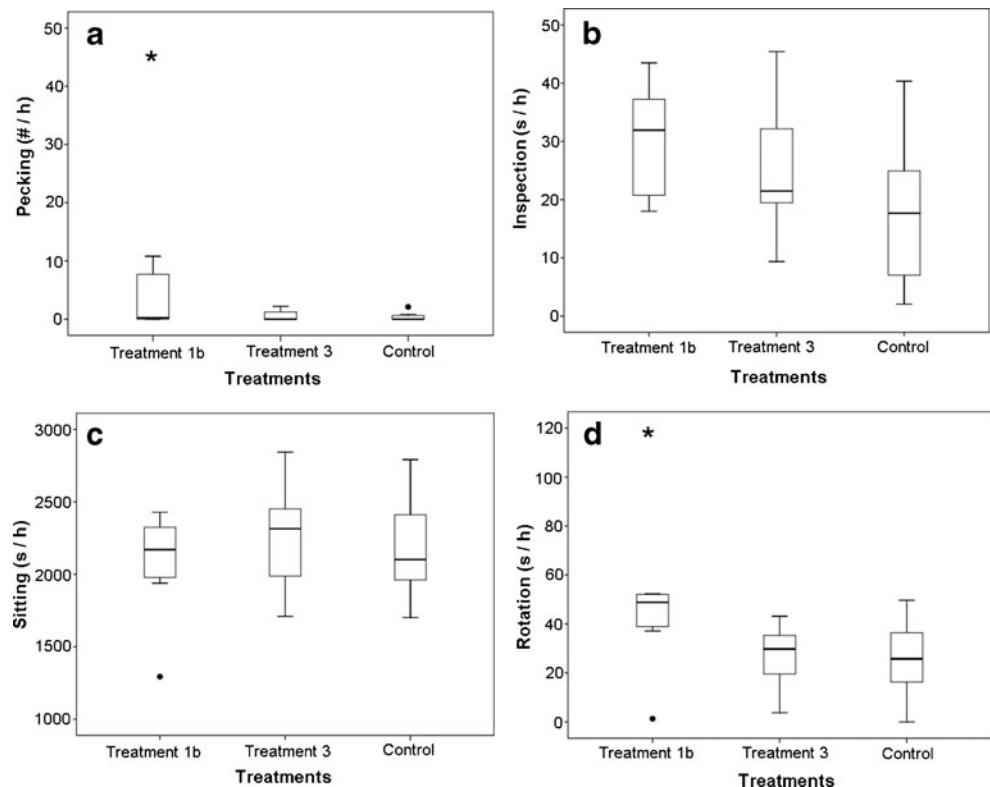 a
*
50
40
30
20
10
0
Pecking (# / h)
Treatment 1b Treatment 3 Control
Treatments
b
50
40
30
20
10
0
Inspection (s / h)
Treatment 1b Treatment 3 Control
Treatments
c
3000
2500
2000
1500
1000
Sitting (s / h)
Treatment 1b Treatment 3 Control
Treatments
d
*
120
100
80
60
40
20
0
Rotation (s / h)
Treatment 1b Treatment 3 Control
Treatments